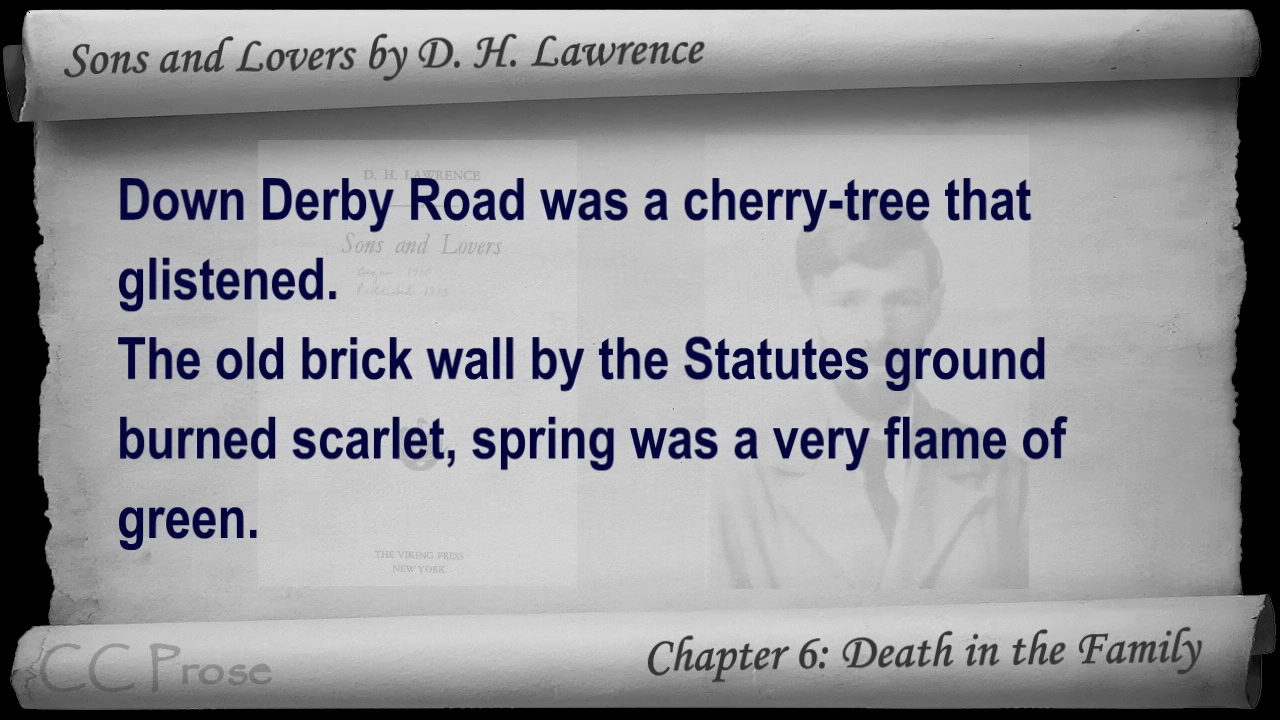 Sons and Lovers by D. H. Lawrence
D. H. LAWRENCE
Down Derby Road was a cherry-tree that
Sons and Lovers
glistened.
The old brick wall by the Statutes ground
burned scarlet, spring was a very flame of
green.
THE VIKING PRESS
NEW YORK
CC Prose
Chapter 6: Death in the Family